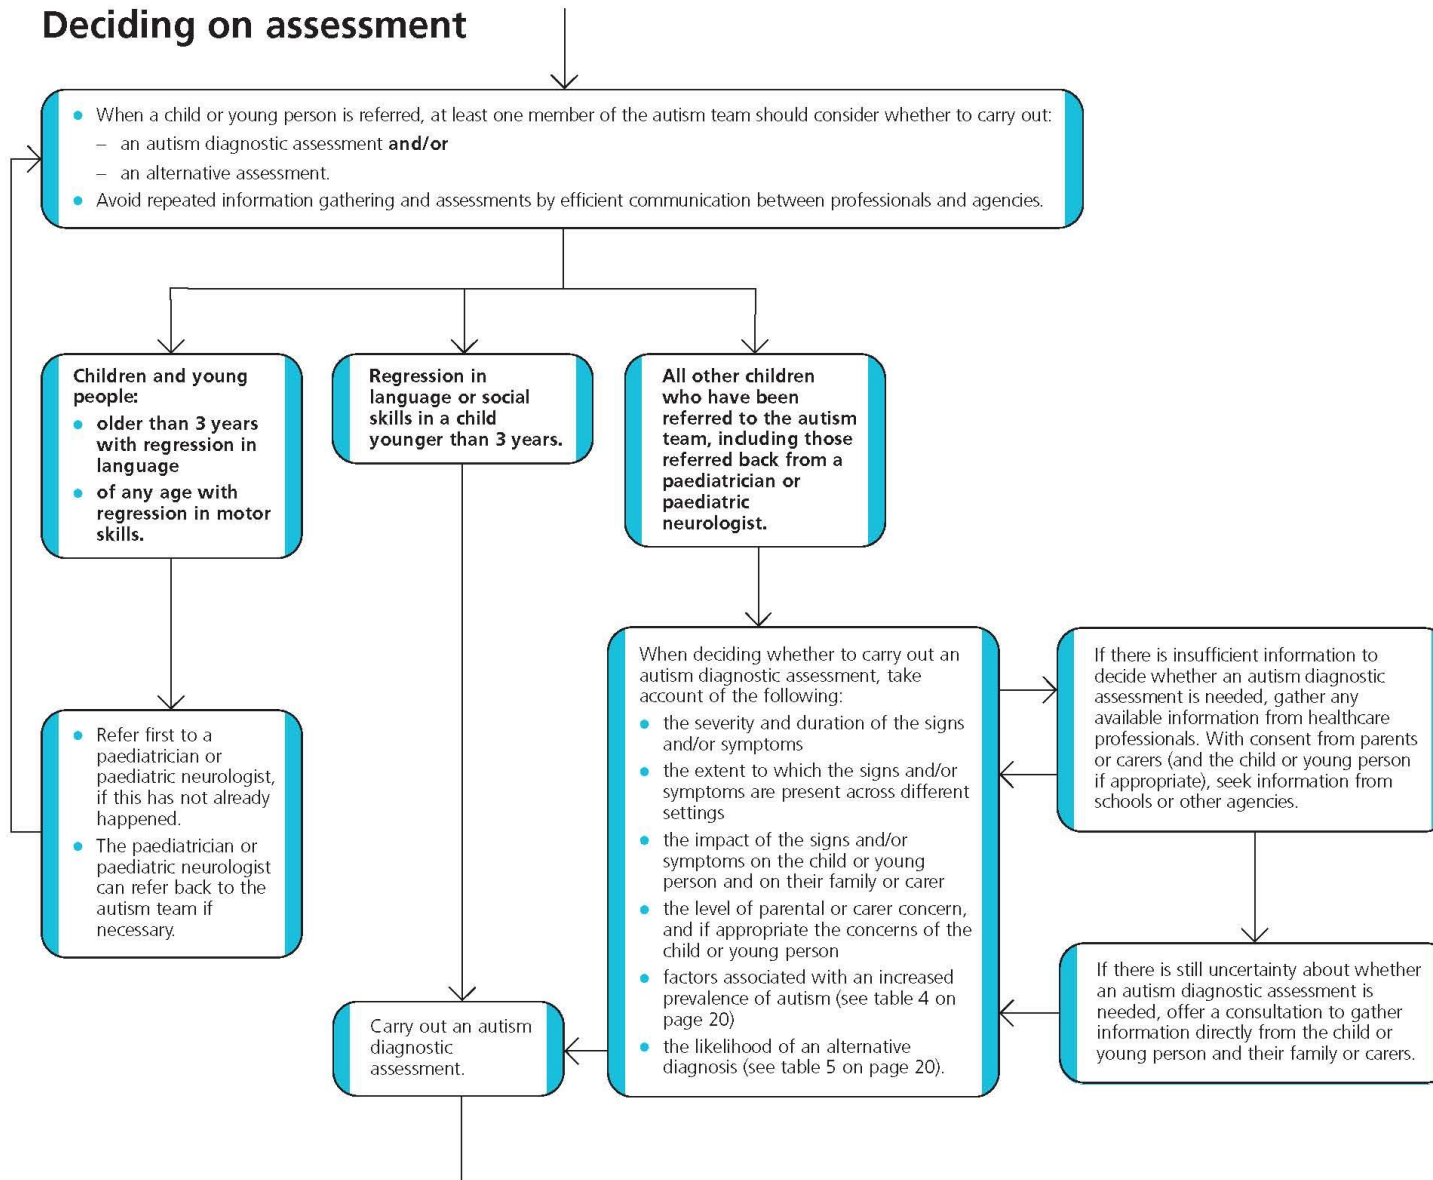 Deciding on assessment
● When a child or young person is referred, at least one member of the autism team should consider whether to carry out:
– an autism diagnostic assessment and/or
– an alternative assessment.
● Avoid repeated information gathering and assessments by efficient communication between professionals and agencies.
Children and young
people:
● older than 3 years
with regression in
language
● of any age with
regression in motor
skills.
Regression in
language or social
skills in a child
younger than 3 years.
All other children
who have been
referred to the autism
team, including those
referred back from a
paediatrician or
paediatric
neurologist.
● Refer first to a
paediatrician or
paediatric neurologist,
if this has not already
happened.
● The paediatrician or
paediatric neurologist
can refer back to the
autism team if
necessary.
Carry out an autism
diagnostic
assessment.
When deciding whether to carry out an
autism diagnostic assessment, take
account of the following:
● the severity and duration of the signs
and/or symptoms
● the extent to which the signs and/or
symptoms are present across different
settings
● the impact of the signs and/or
symptoms on the child or young
person and on their family or carer
● the level of parental or carer concern,
and if appropriate the concerns of the
child or young person
● factors associated with an increased
prevalence of autism (see table 4 on
page 20)
● the likelihood of an alternative
diagnosis (see table 5 on page 20).
If there is insufficient information to
decide whether an autism diagnostic
assessment is needed, gather any
available information from healthcare
professionals. With consent from parents
or carers (and the child or young person
if appropriate), seek information from
schools or other agencies.
If there is still uncertainty about whether
an autism diagnostic assessment is
needed, offer a consultation to gather
information directly from the child or
young person and their family or carers.